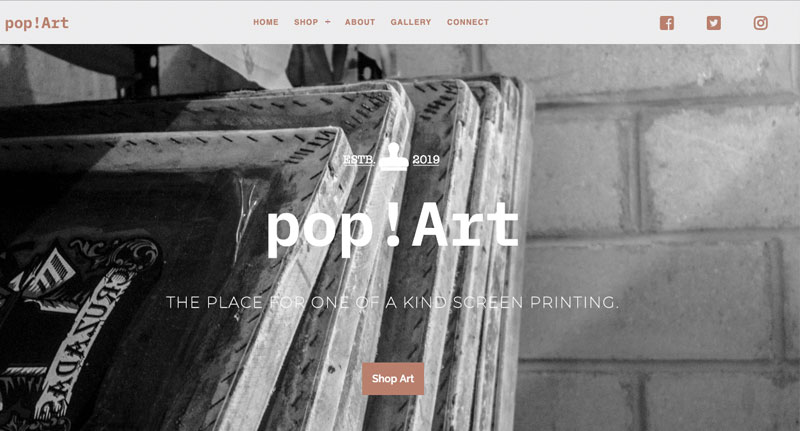 pop!Art
HOME SHOP + ABOUT GALLERY CONNECT
ESTB. 2019
pop!Art
THE PLACE FOR ONE OF A KIND SCREEN PRINTING.
Shop Art
CRUZADAC